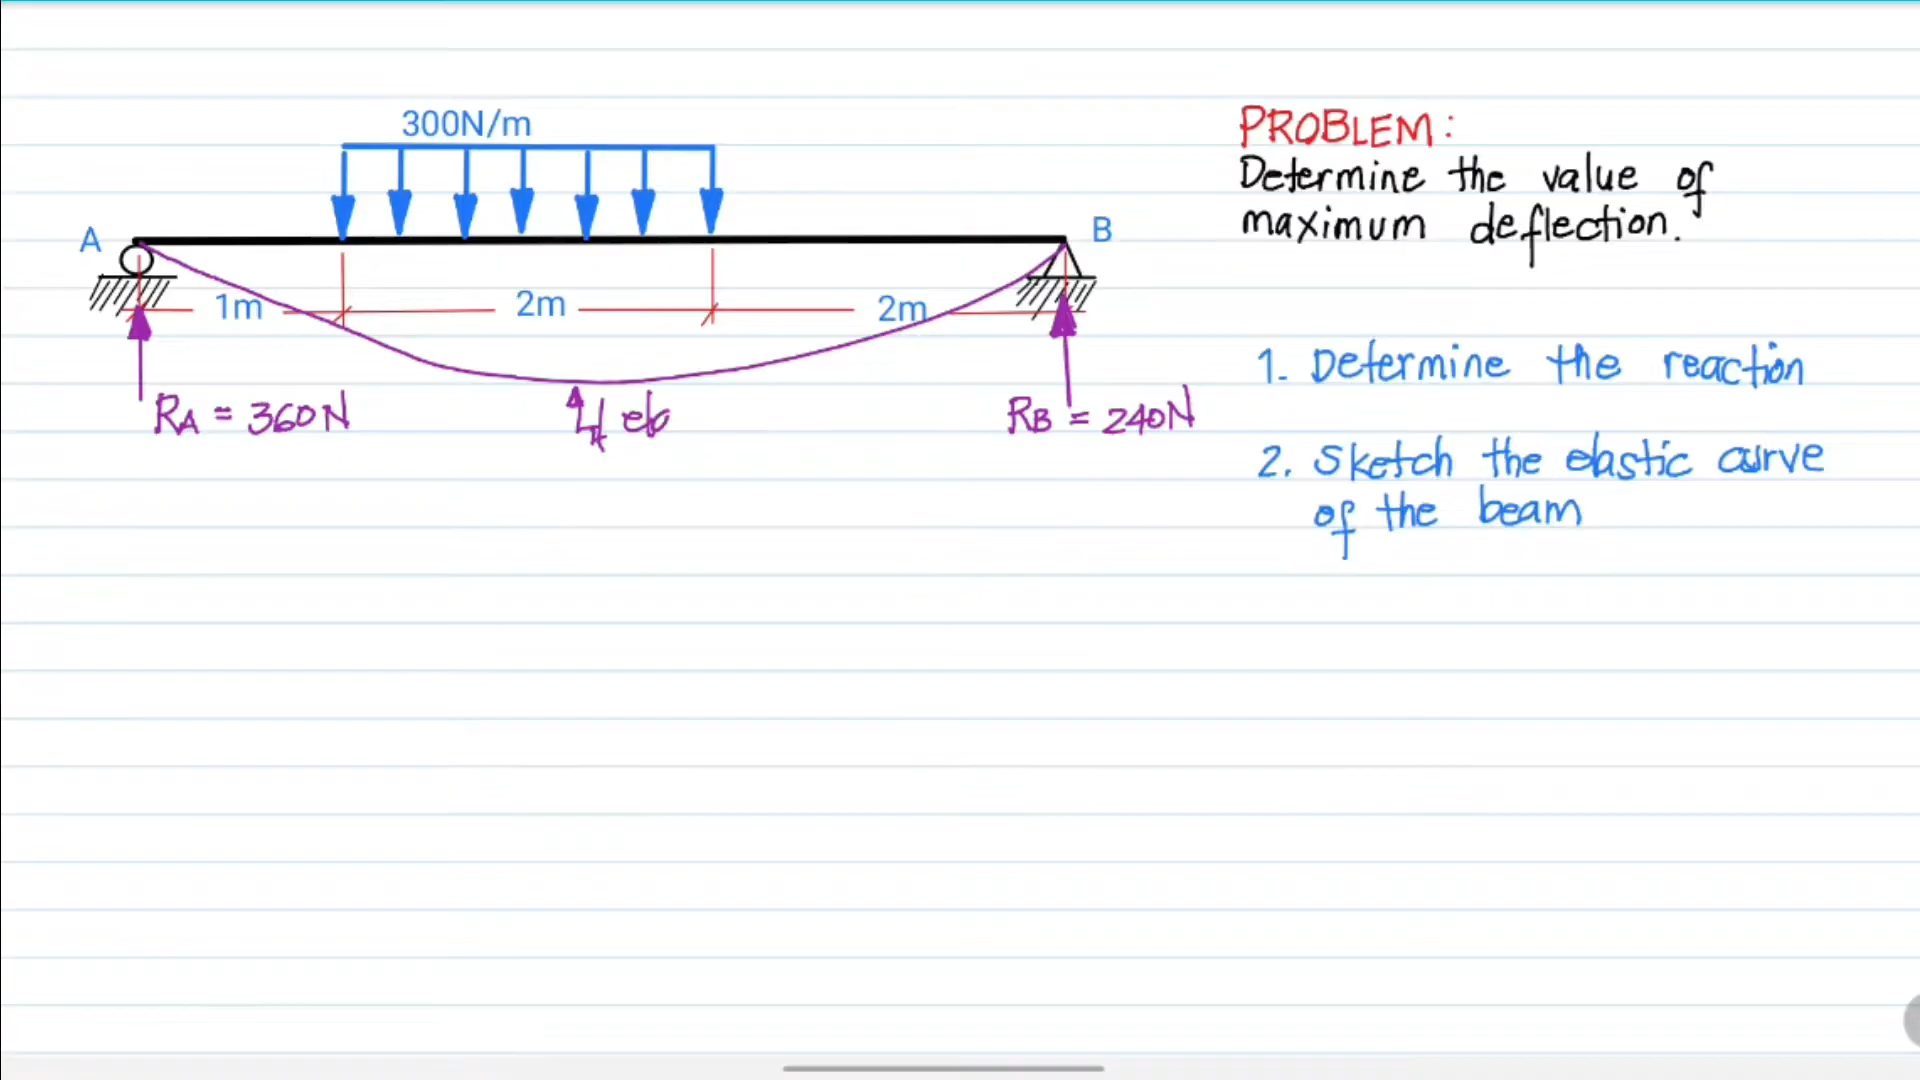 300N/m
PROBLEM:
Determine the value of
maximum deflection.
A
B
1m
2m
2m
1. Determine the reaction
RA = 360N
RB = 240N
2. Sketch the elastic curve
of the beam